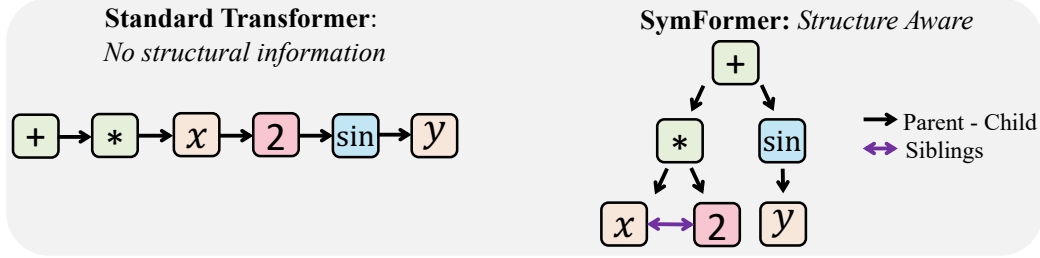 Standard Transformer:
No structural information
+ * x 2 sin y
SymFormer: Structure Aware
+
* sin
x 2 y
Parent - Child
Siblings